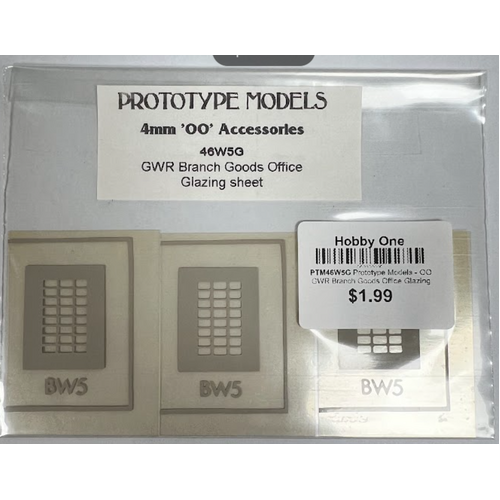 PROTOTYPE MODELS
4mm 'OO' Accessories
46W5G
GWR Branch Goods Office
Glazing sheet
Hobby One
PTM46W5G Prototype Models - OO
GWR Branch Goods Office Glazing
$1.99
BW5
BW5
BW5